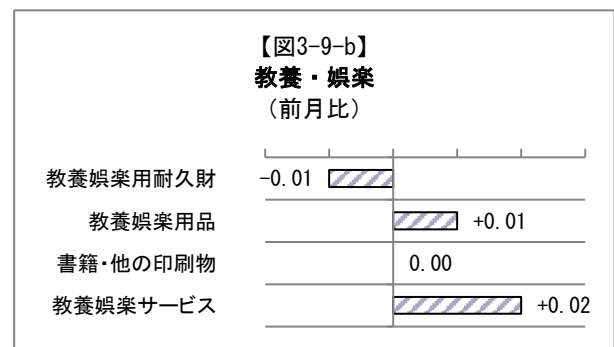 【図3-9-b】
教養・娯楽
（前月比）
教養娯楽用耐久財 -0.01
教養娯楽用品 +0.01
書籍・他の印刷物 0.00
教養娯楽サービス +0.02